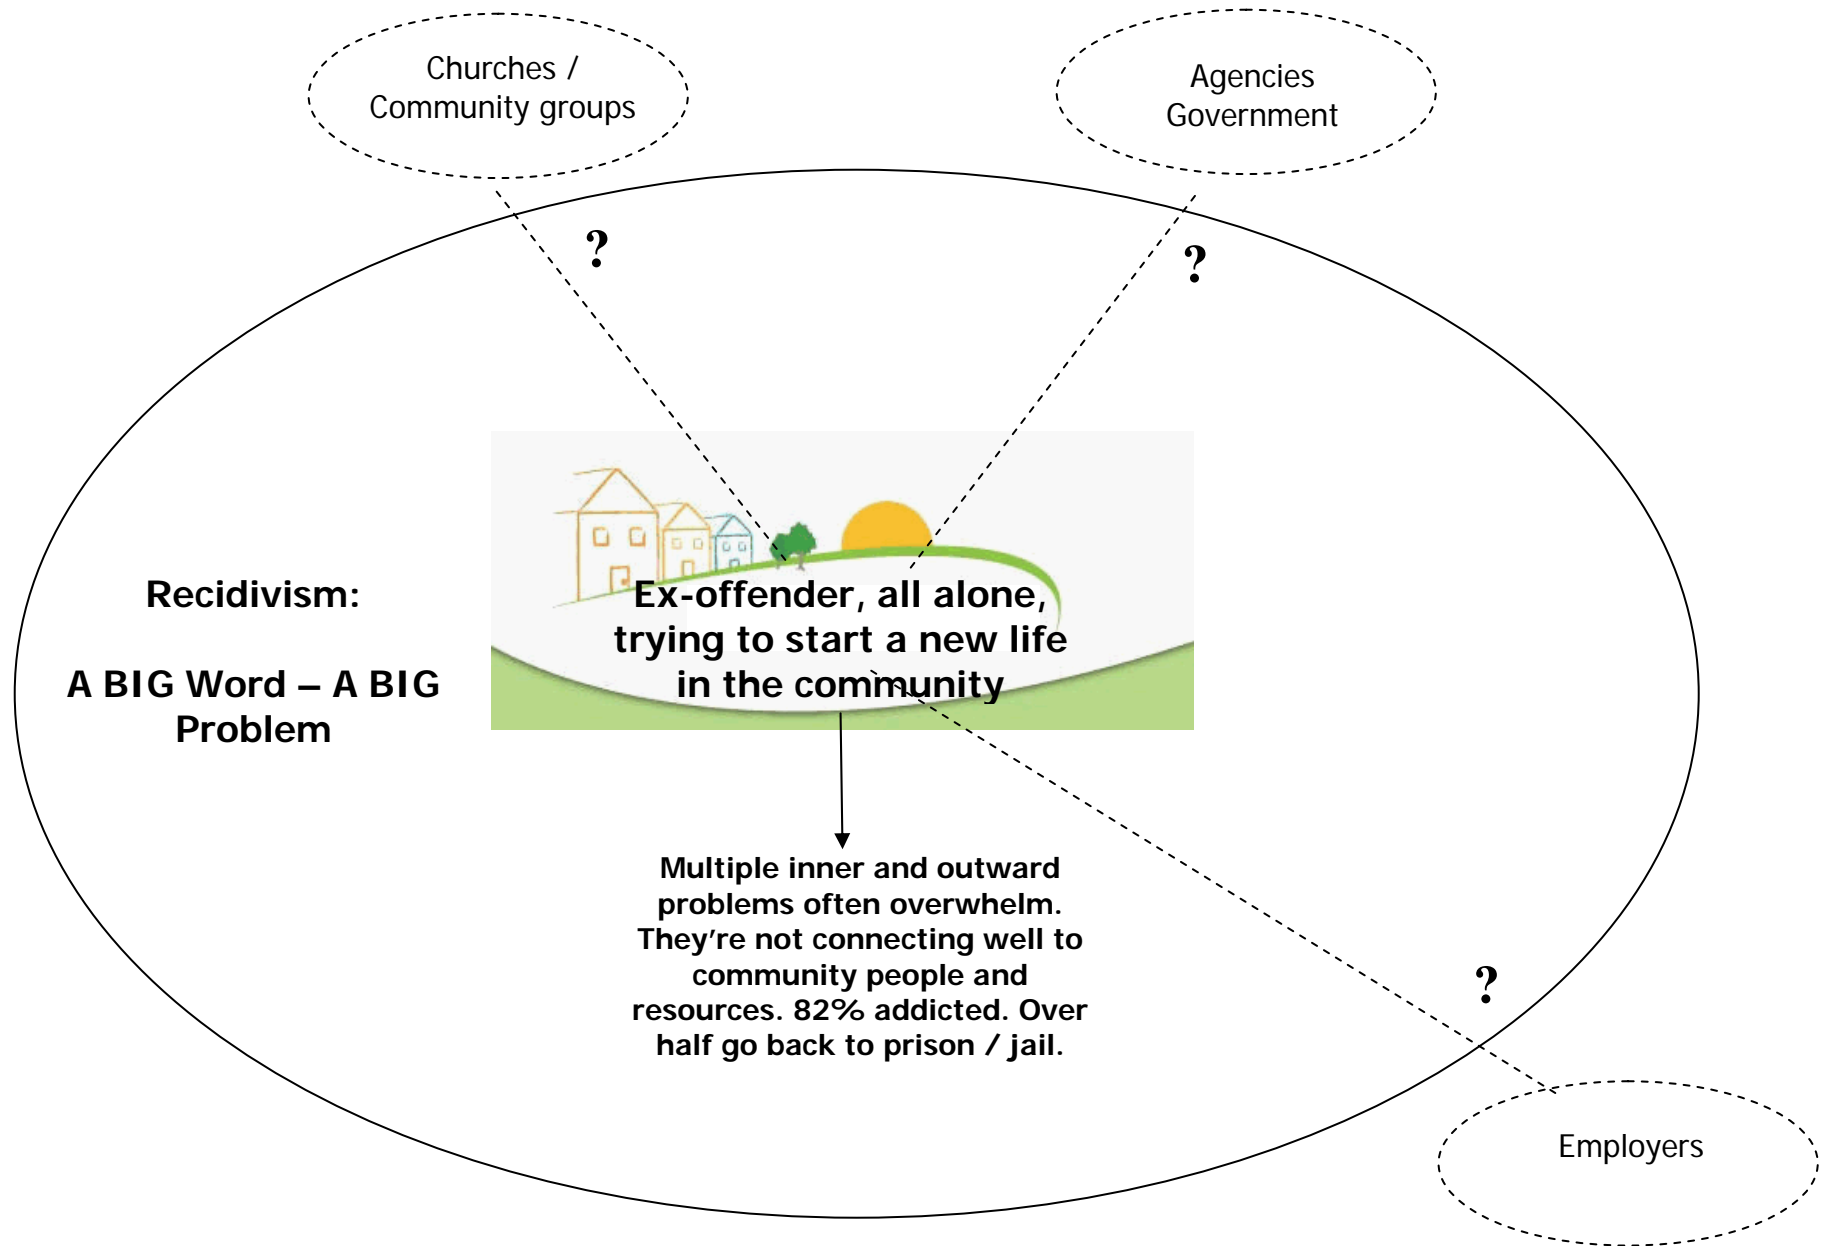 Churches /
Community groups
Agencies
Government
?
?
Recidivism:
A BIG Word – A BIG
Problem
Ex-offender, all alone,
trying to start a new life
in the community
Multiple inner and outward
problems often overwhelm.
They’re not connecting well to
community people and
resources. 82% addicted. Over
half go back to prison / jail.
?
Employers